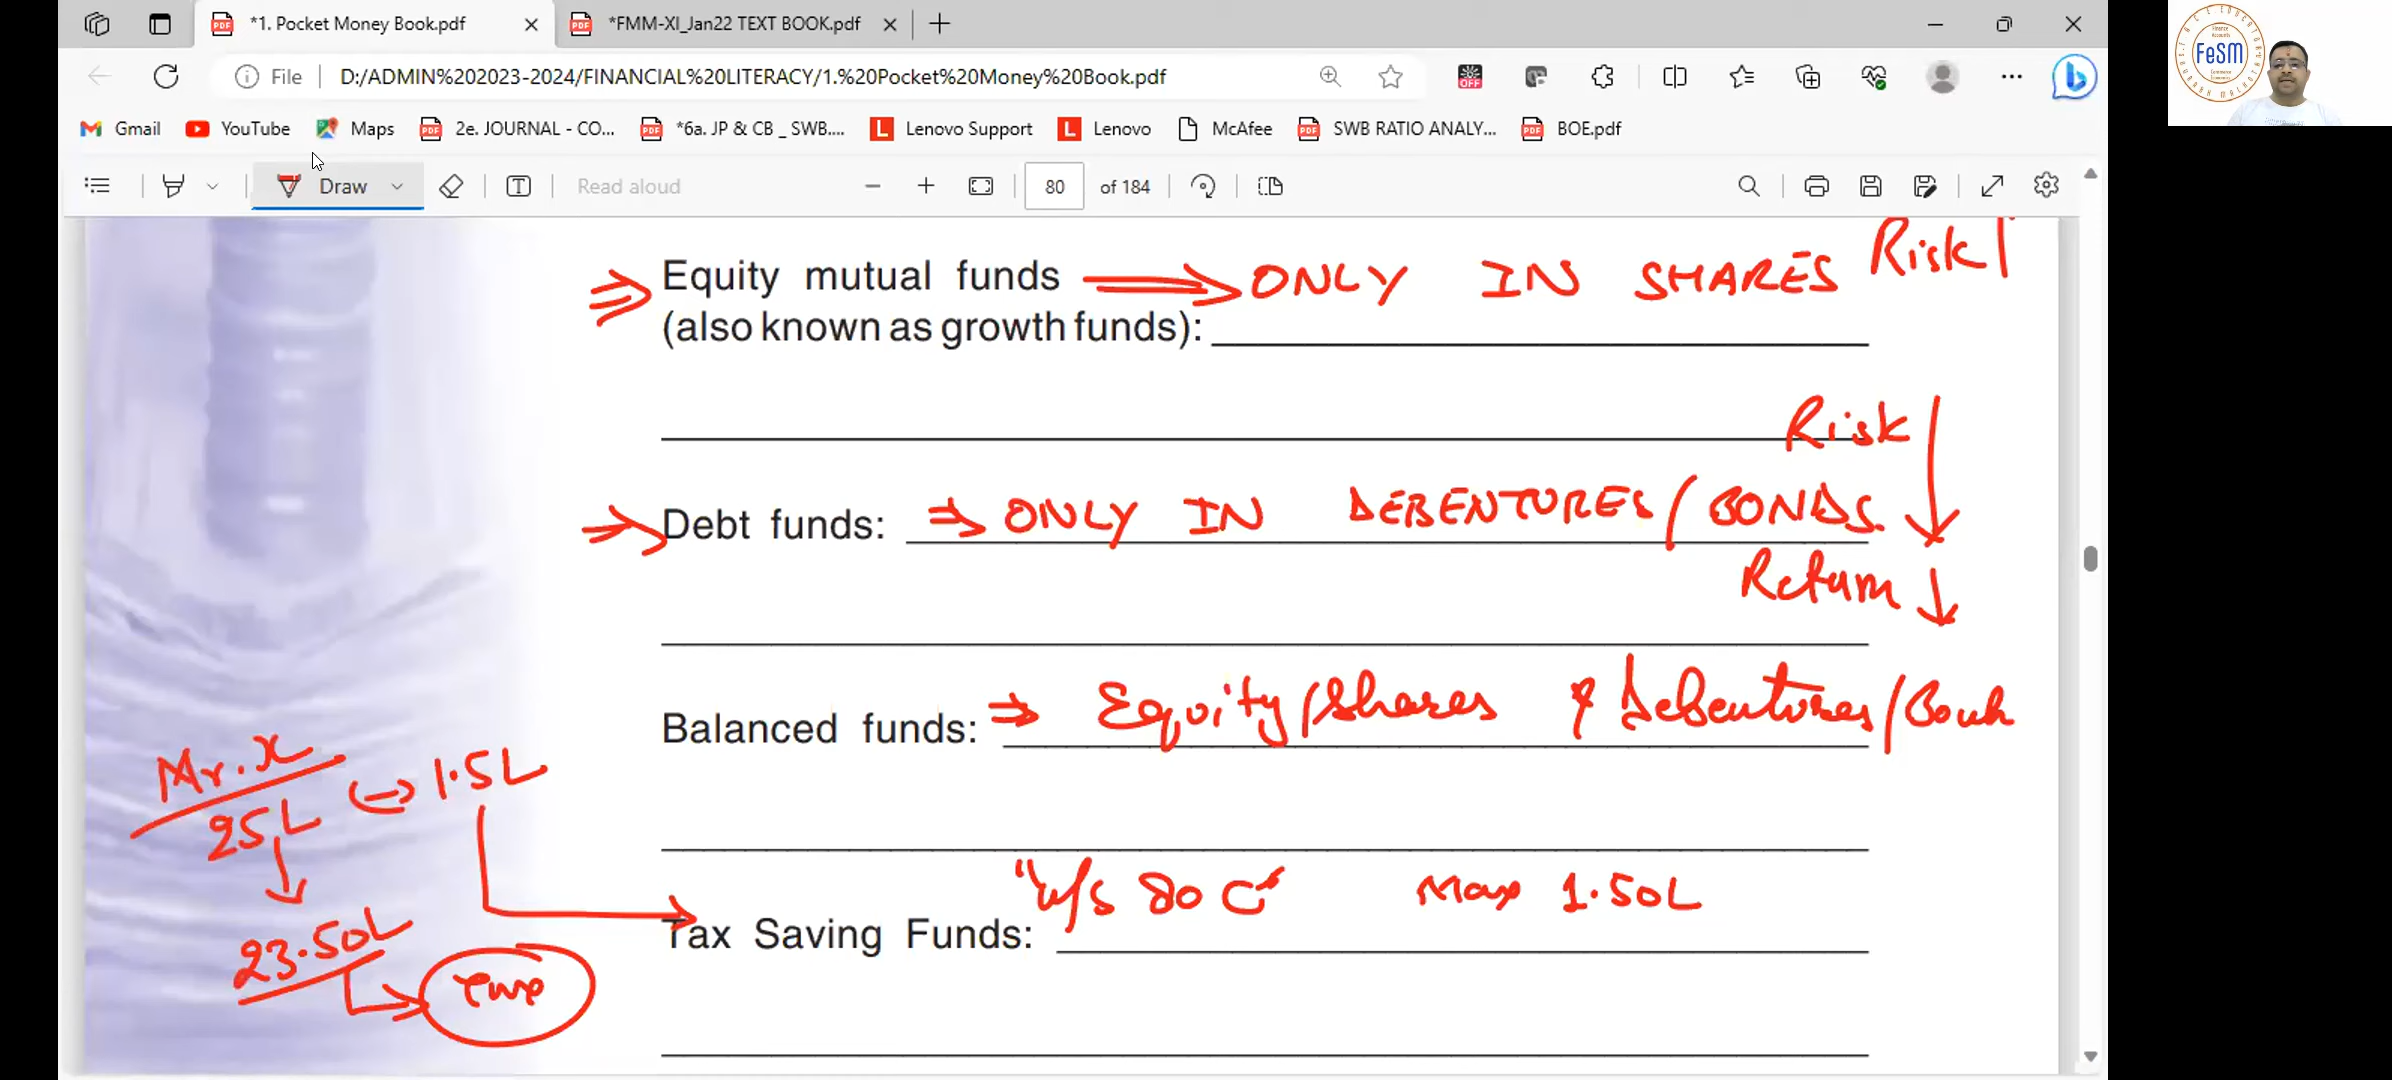 *1. Pocket Money Book.pdf
*FMM-XI_Jan22 TEXT BOOK.pdf
File
D:/ADMIN%202023-2024/FINANCIAL%20LITERACY/1.%20Pocket%20Money%20Book.pdf
Gmail YouTube Maps 2e. JOURNAL - CO... *6a. JP & CB _ SWB.... Lenovo Support Lenovo McAfee SWB RATIO ANALY... BOE.pdf
Draw Read aloud 80 of 184
FeSM
Equity mutual funds ONLY IN SHARES Risk
(also known as growth funds):
Risk
Debt funds: ONLY IN DEBENTURES/BONDS
Return
Balanced funds: Equity/Shares & Debentures/
Mr. X
25L (-) 1.5L
23.50L
"u/s 80 C" Max 1.50L
Tax Saving Funds: